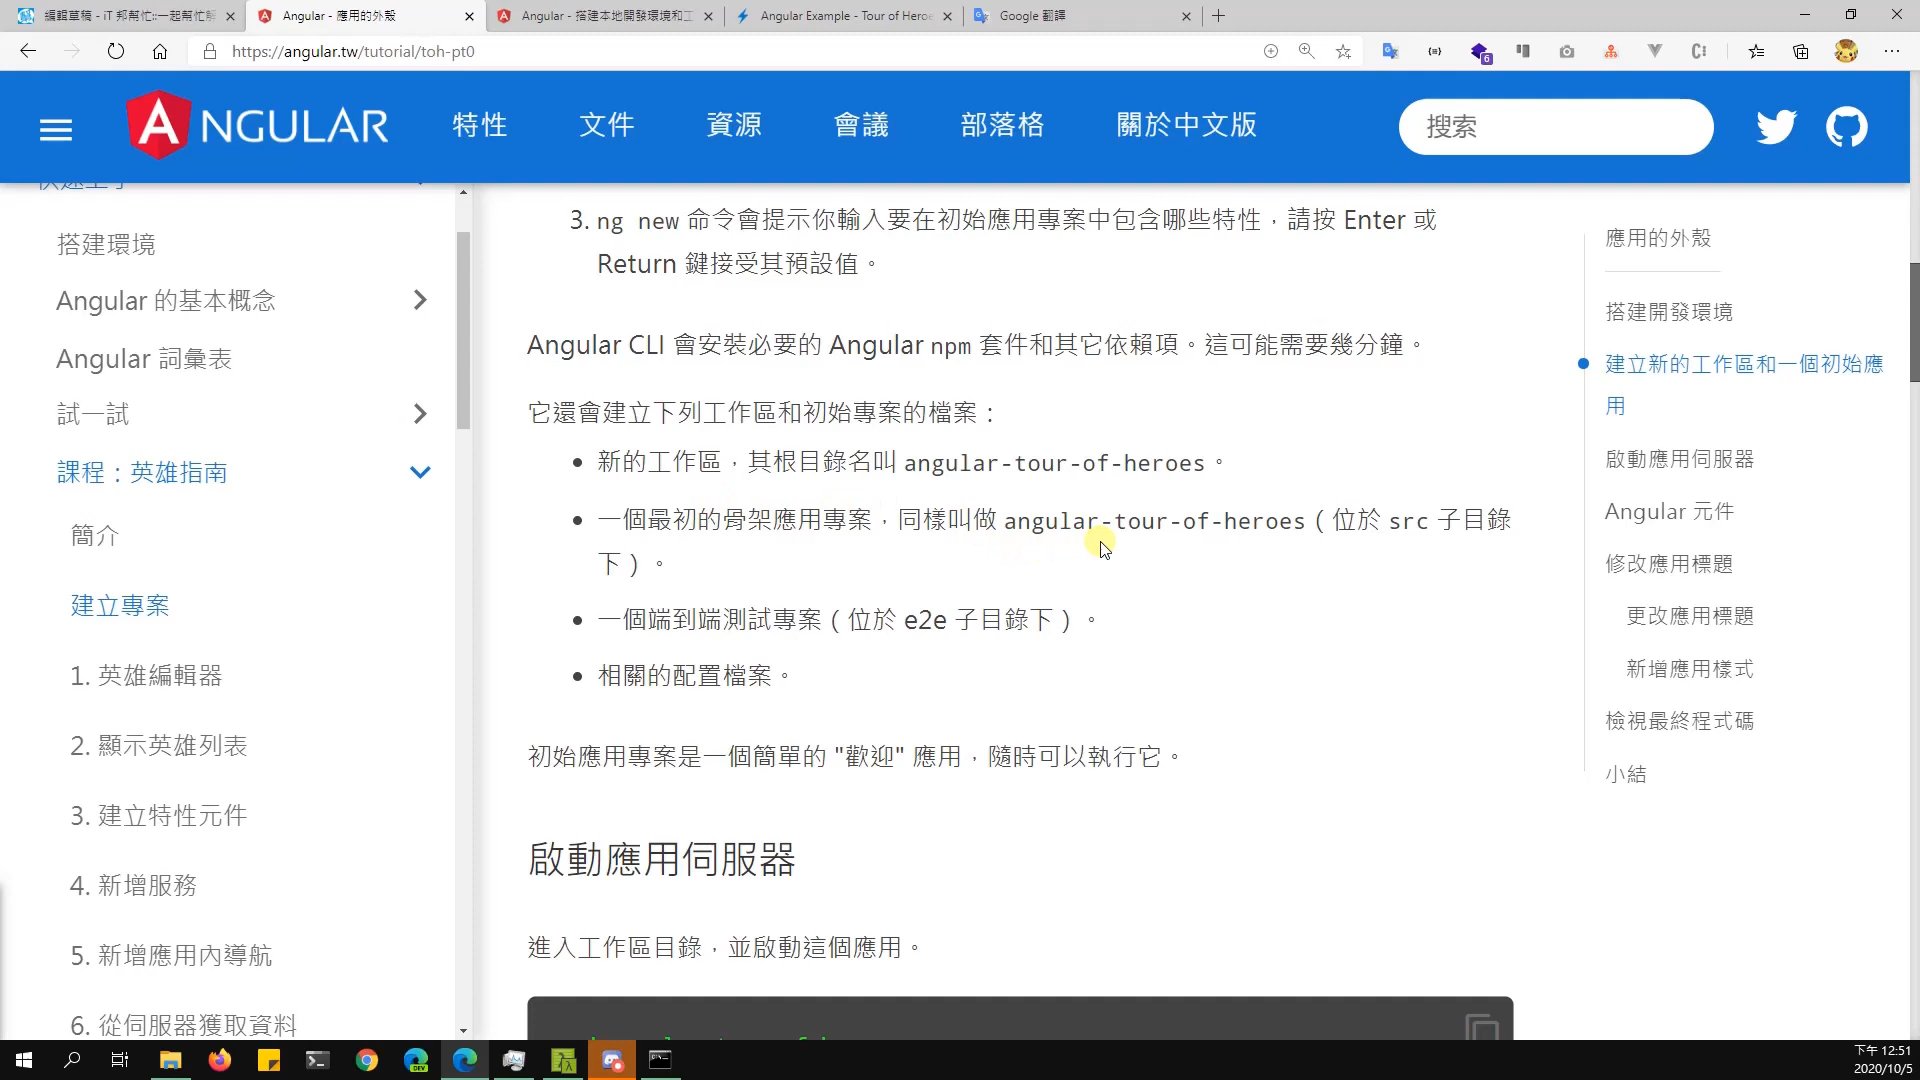 編輯草稿 - iT 邦幫忙::一起幫忙解
Angular - 應用的外殼
Angular - 搭建本地開發環境和工
Angular Example - Tour of Heroe
Google 翻譯
https://angular.tw/tutorial/toh-pt0
6
ANGULAR
特性
文件
資源
會議
部落格
關於中文版
搜索
搭建環境
Angular 的基本概念
Angular 詞彙表
試一試
課程：英雄指南
簡介
建立專案
1. 英雄編輯器
2. 顯示英雄列表
3. 建立特性元件
4. 新增服務
5. 新增應用內導航
6. 從伺服器獲取資料
3. ng new 命令會提示你輸入要在初始應用專案中包含哪些特性，請按 Enter 或
Return 鍵接受其預設值。
Angular CLI 會安裝必要的 Angular npm 套件和其它依賴項。這可能需要幾分鐘。
它還會建立下列工作區和初始專案的檔案：
新的工作區，其根目錄名叫 angular-tour-of-heroes。
一個最初的骨架應用專案，同樣叫做 angular-tour-of-heroes（位於 src 子目錄
下）。
一個端到端測試專案（位於 e2e 子目錄下）。
相關的配置檔案。
初始應用專案是一個簡單的 "歡迎" 應用，隨時可以執行它。
啟動應用伺服器
進入工作區目錄，並啟動這個應用。
應用的外殼
搭建開發環境
建立新的工作區和一個初始應
用
啟動應用伺服器
Angular 元件
修改應用標題
更改應用標題
新增應用樣式
檢視最終程式碼
小結
DEV
下午 12:51
2020/10/5